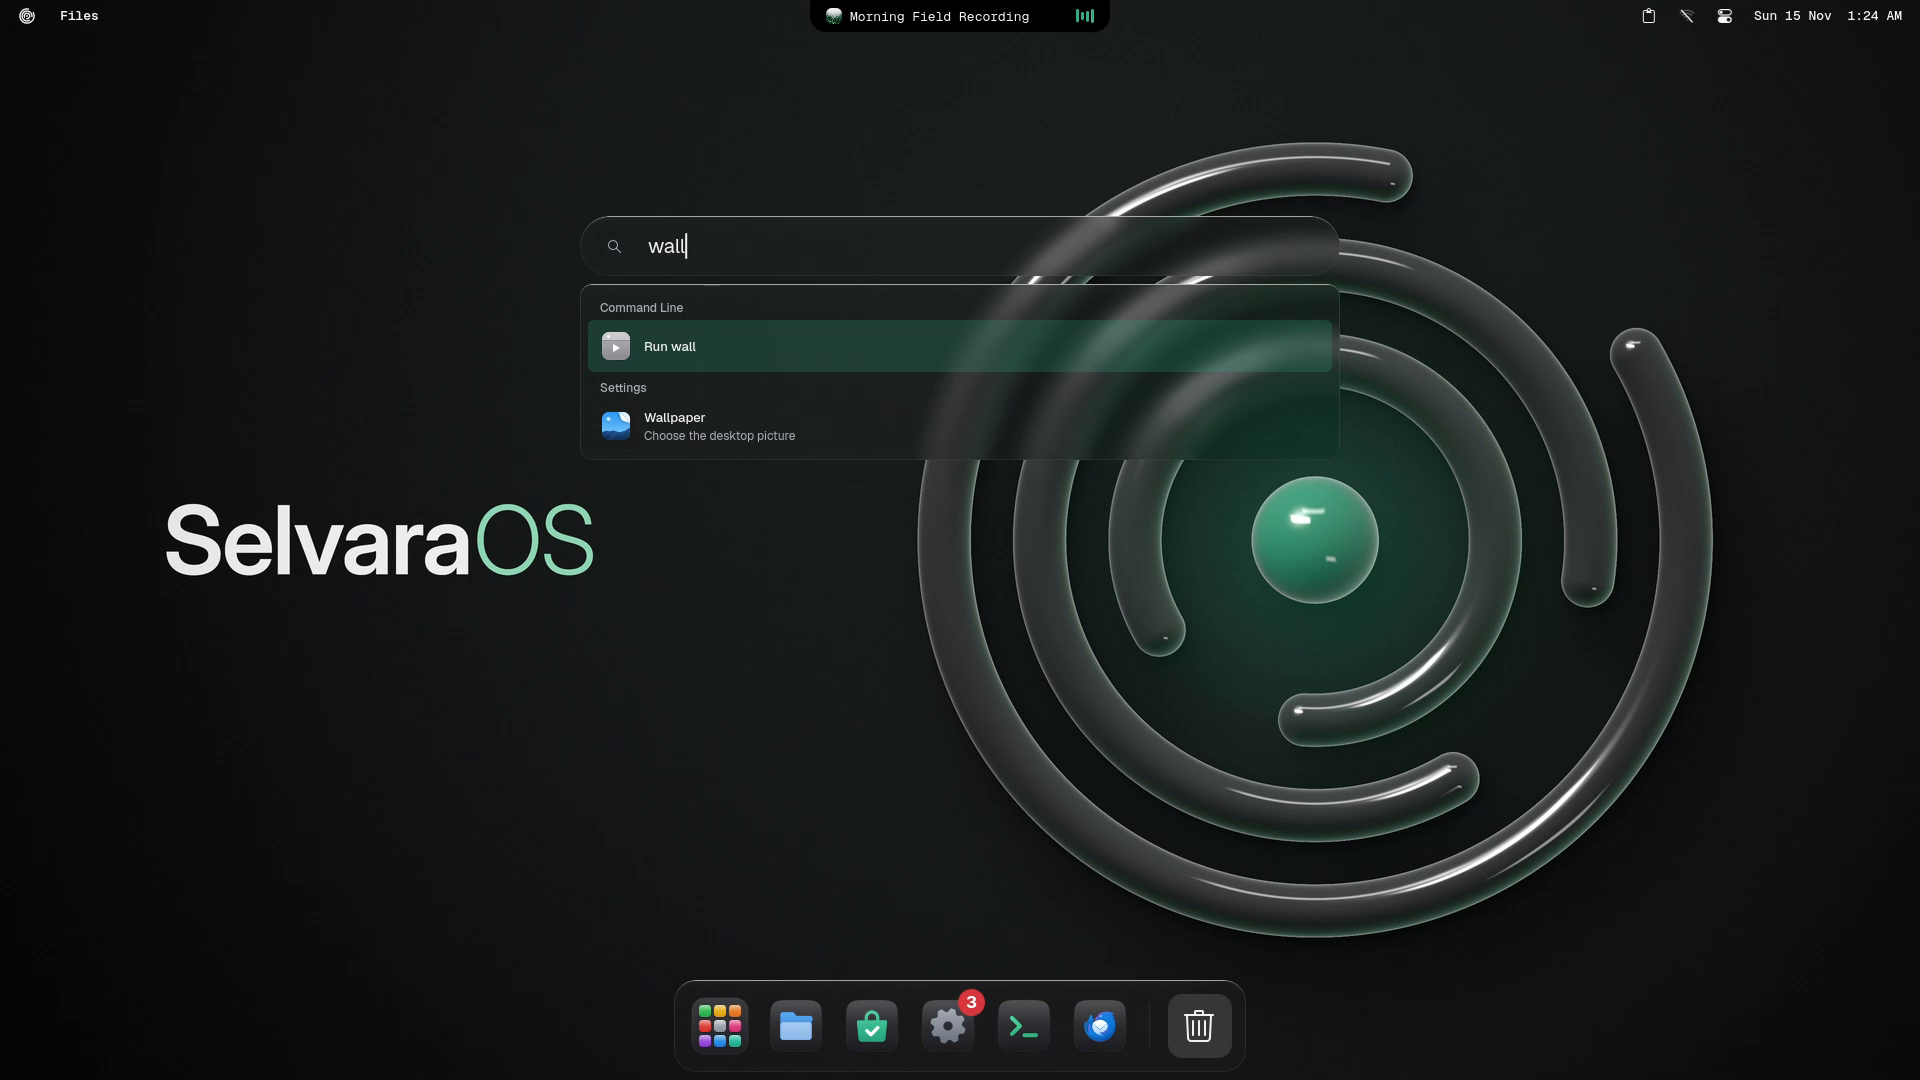 Files
Morning Field Recording
Sun 15 Nov 1:24 AM
wall
Command Line
Run wall
Settings
Wallpaper
Choose the desktop picture
SelvaraOS
3